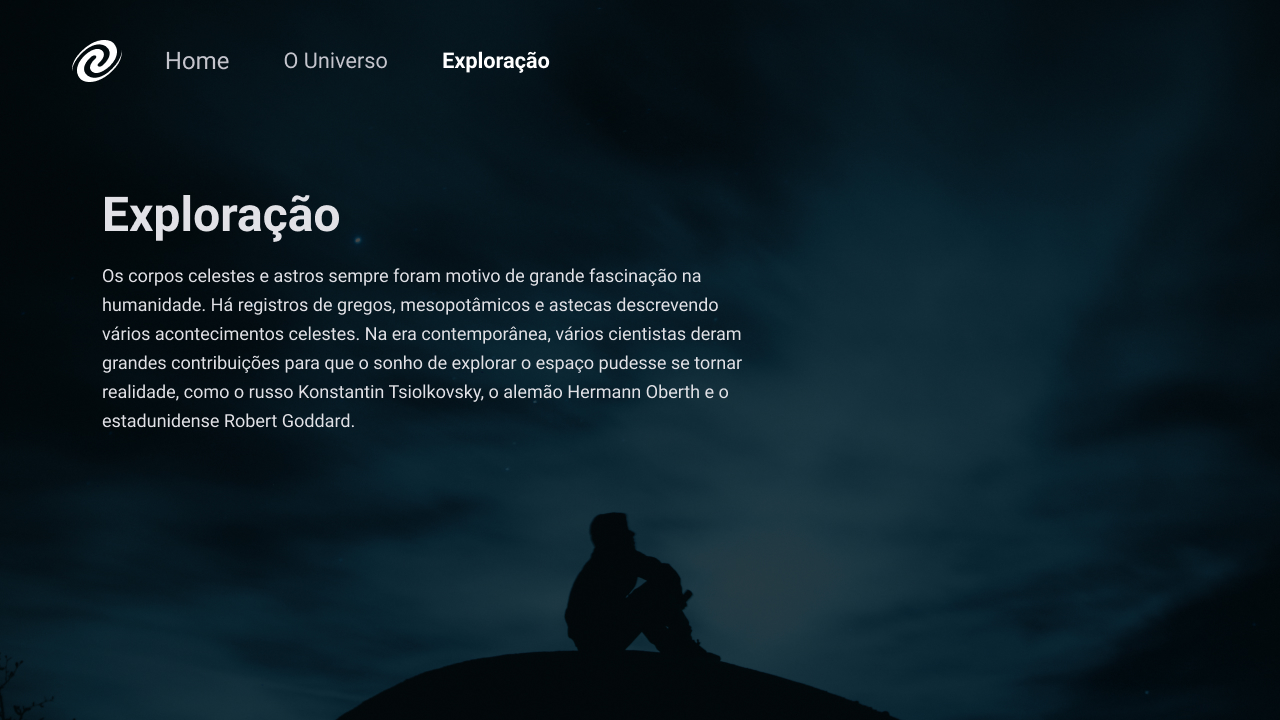 Home O Universo Exploração
Exploração
Os corpos celestes e astros sempre foram motivo de grande fascinação na
humanidade. Há registros de gregos, mesopotâmicos e astecas descrevendo
vários acontecimentos celestes. Na era contemporânea, vários cientistas deram
grandes contribuições para que o sonho de explorar o espaço pudesse se tornar
realidade, como o russo Konstantin Tsiolkovsky, o alemão Hermann Oberth e o
estadunidense Robert Goddard.